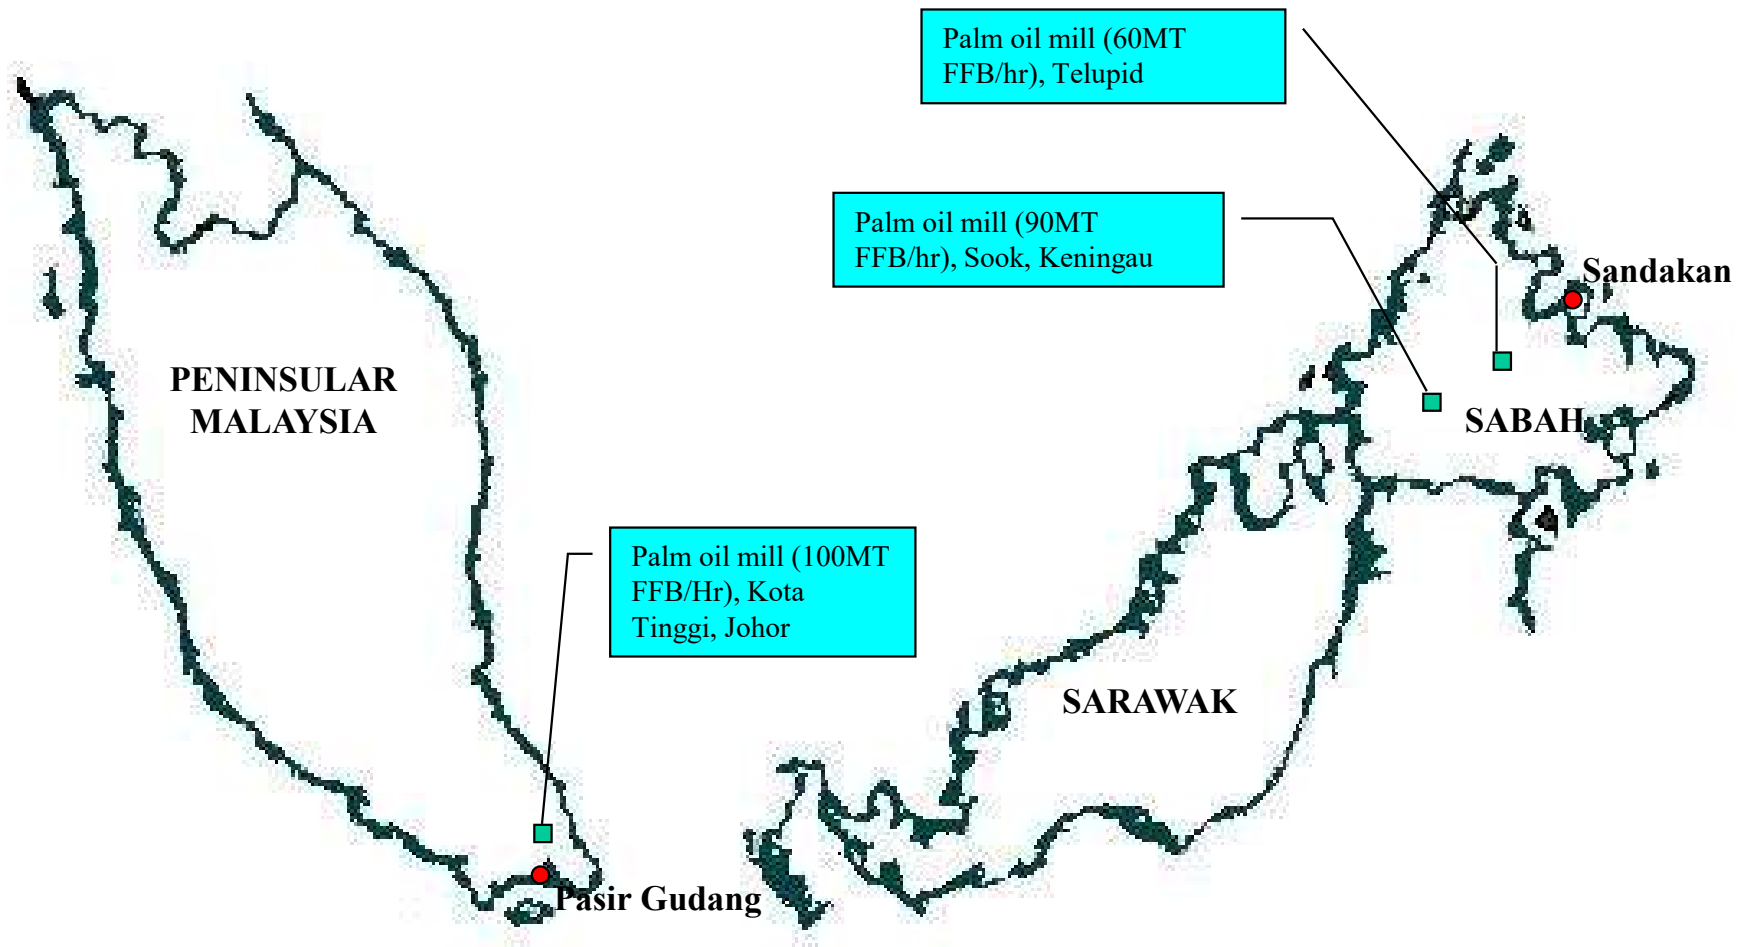 Palm oil mill (60MT
FFB/hr), Telupid
Palm oil mill (90MT
FFB/hr), Sook, Keningau
Sandakan
PENINSULAR
MALAYSIA
SABAH
Palm oil mill (100MT
FFB/Hr), Kota
Tinggi, Johor
SARAWAK
Pasir Gudang